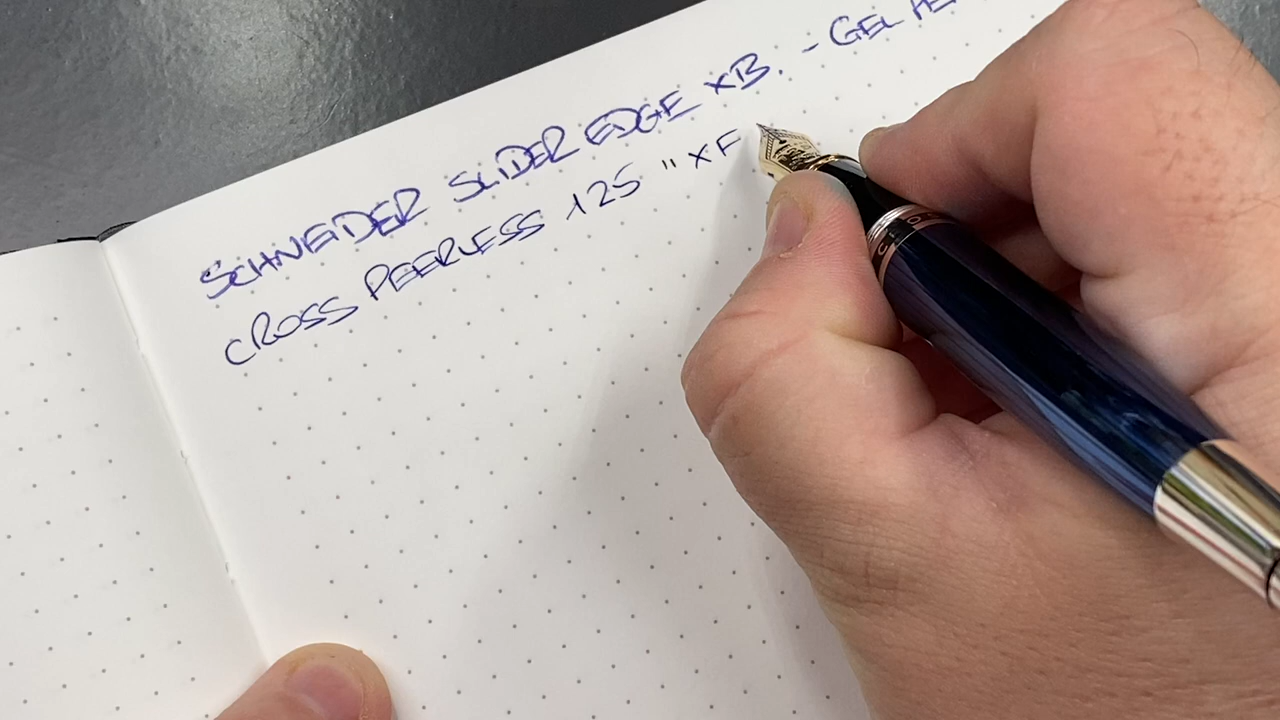 SCHNEIDER SLIDER EDGE XB. - GEL
CROSS PEERLESS 125 " XF